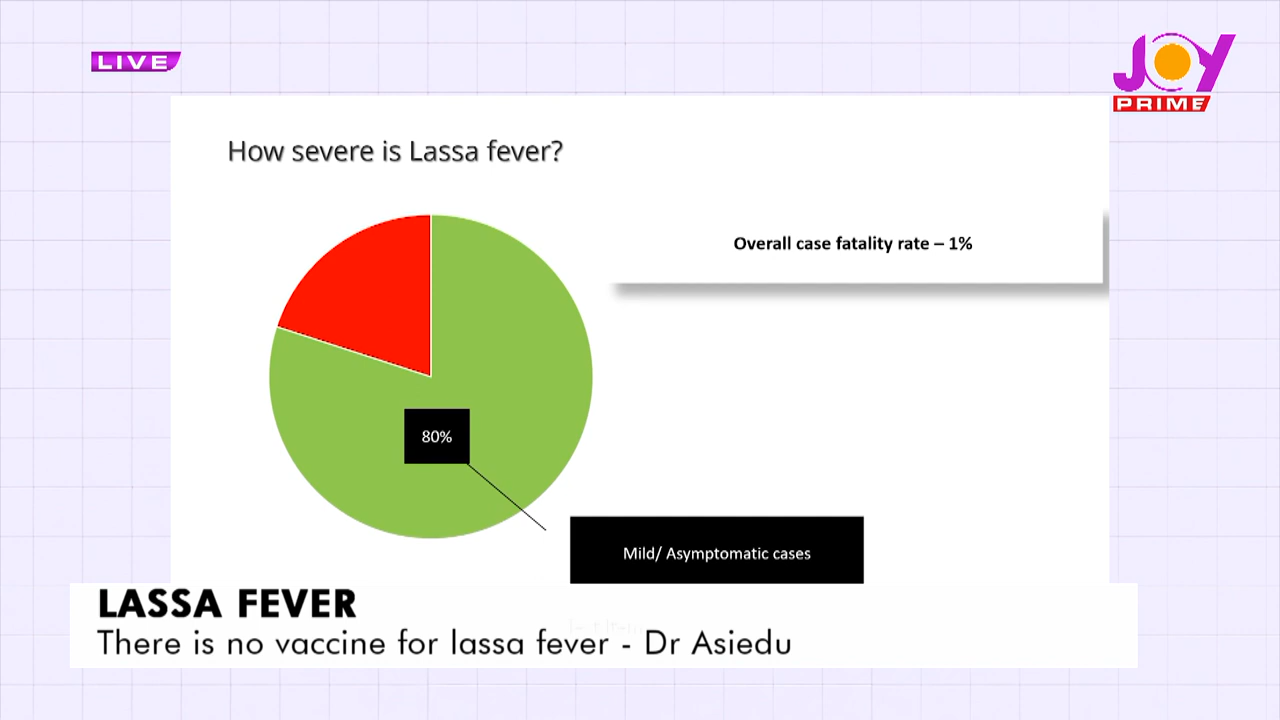 LIVE
JOY
PRIME
How severe is Lassa fever?
Overall case fatality rate – 1%
80%
Mild/ Asymptomatic cases
LASSA FEVER
There is no vaccine for lassa fever - Dr Asiedu